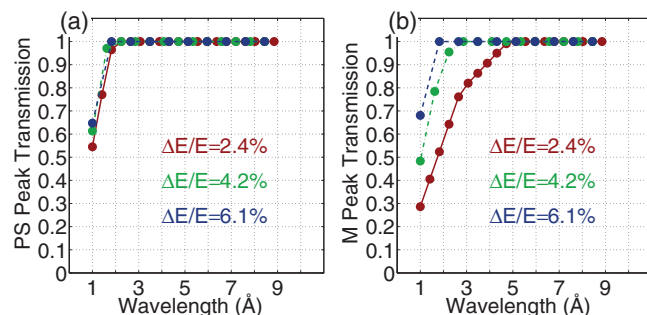 (a)
PS Peak Transmission
1
0.9
0.8
0.7
0.6
0.5
0.4
0.3
0.2
0.1
0
ΔE/E=2.4%
ΔE/E=4.2%
ΔE/E=6.1%
1 3 5 7 9
Wavelength (Å)
(b)
M Peak Transmission
1
0.9
0.8
0.7
0.6
0.5
0.4
0.3
0.2
0.1
0
ΔE/E=2.4%
ΔE/E=4.2%
ΔE/E=6.1%
1 3 5 7 9
Wavelength (Å)